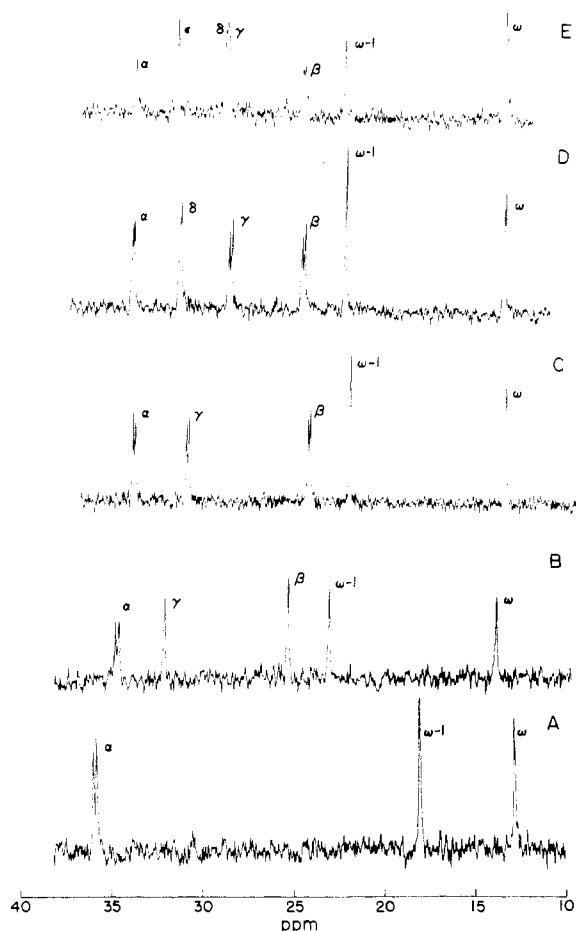 ε δ γ ω E
α β ω-1
D
ω-1
α δ γ β ω
C
ω-1
α γ β ω
B
α γ β ω-1 ω
A
α ω-1 ω
40 35 30 25 20 15 10
ppm